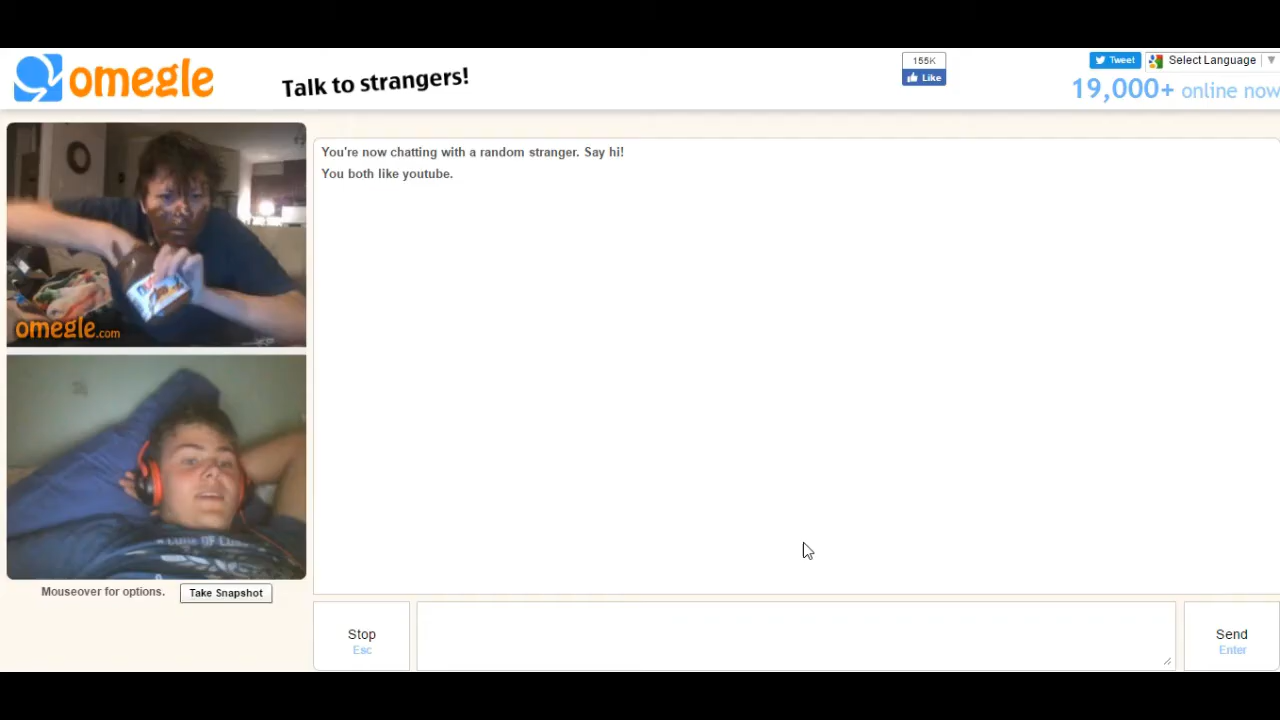 omegle
Talk to strangers!
155K
Like
Tweet
Select Language
19,000+ online now
You're now chatting with a random stranger. Say hi!
You both like youtube.
omegle.com
Mouseover for options.
Take Snapshot
Stop
Esc
Send
Enter